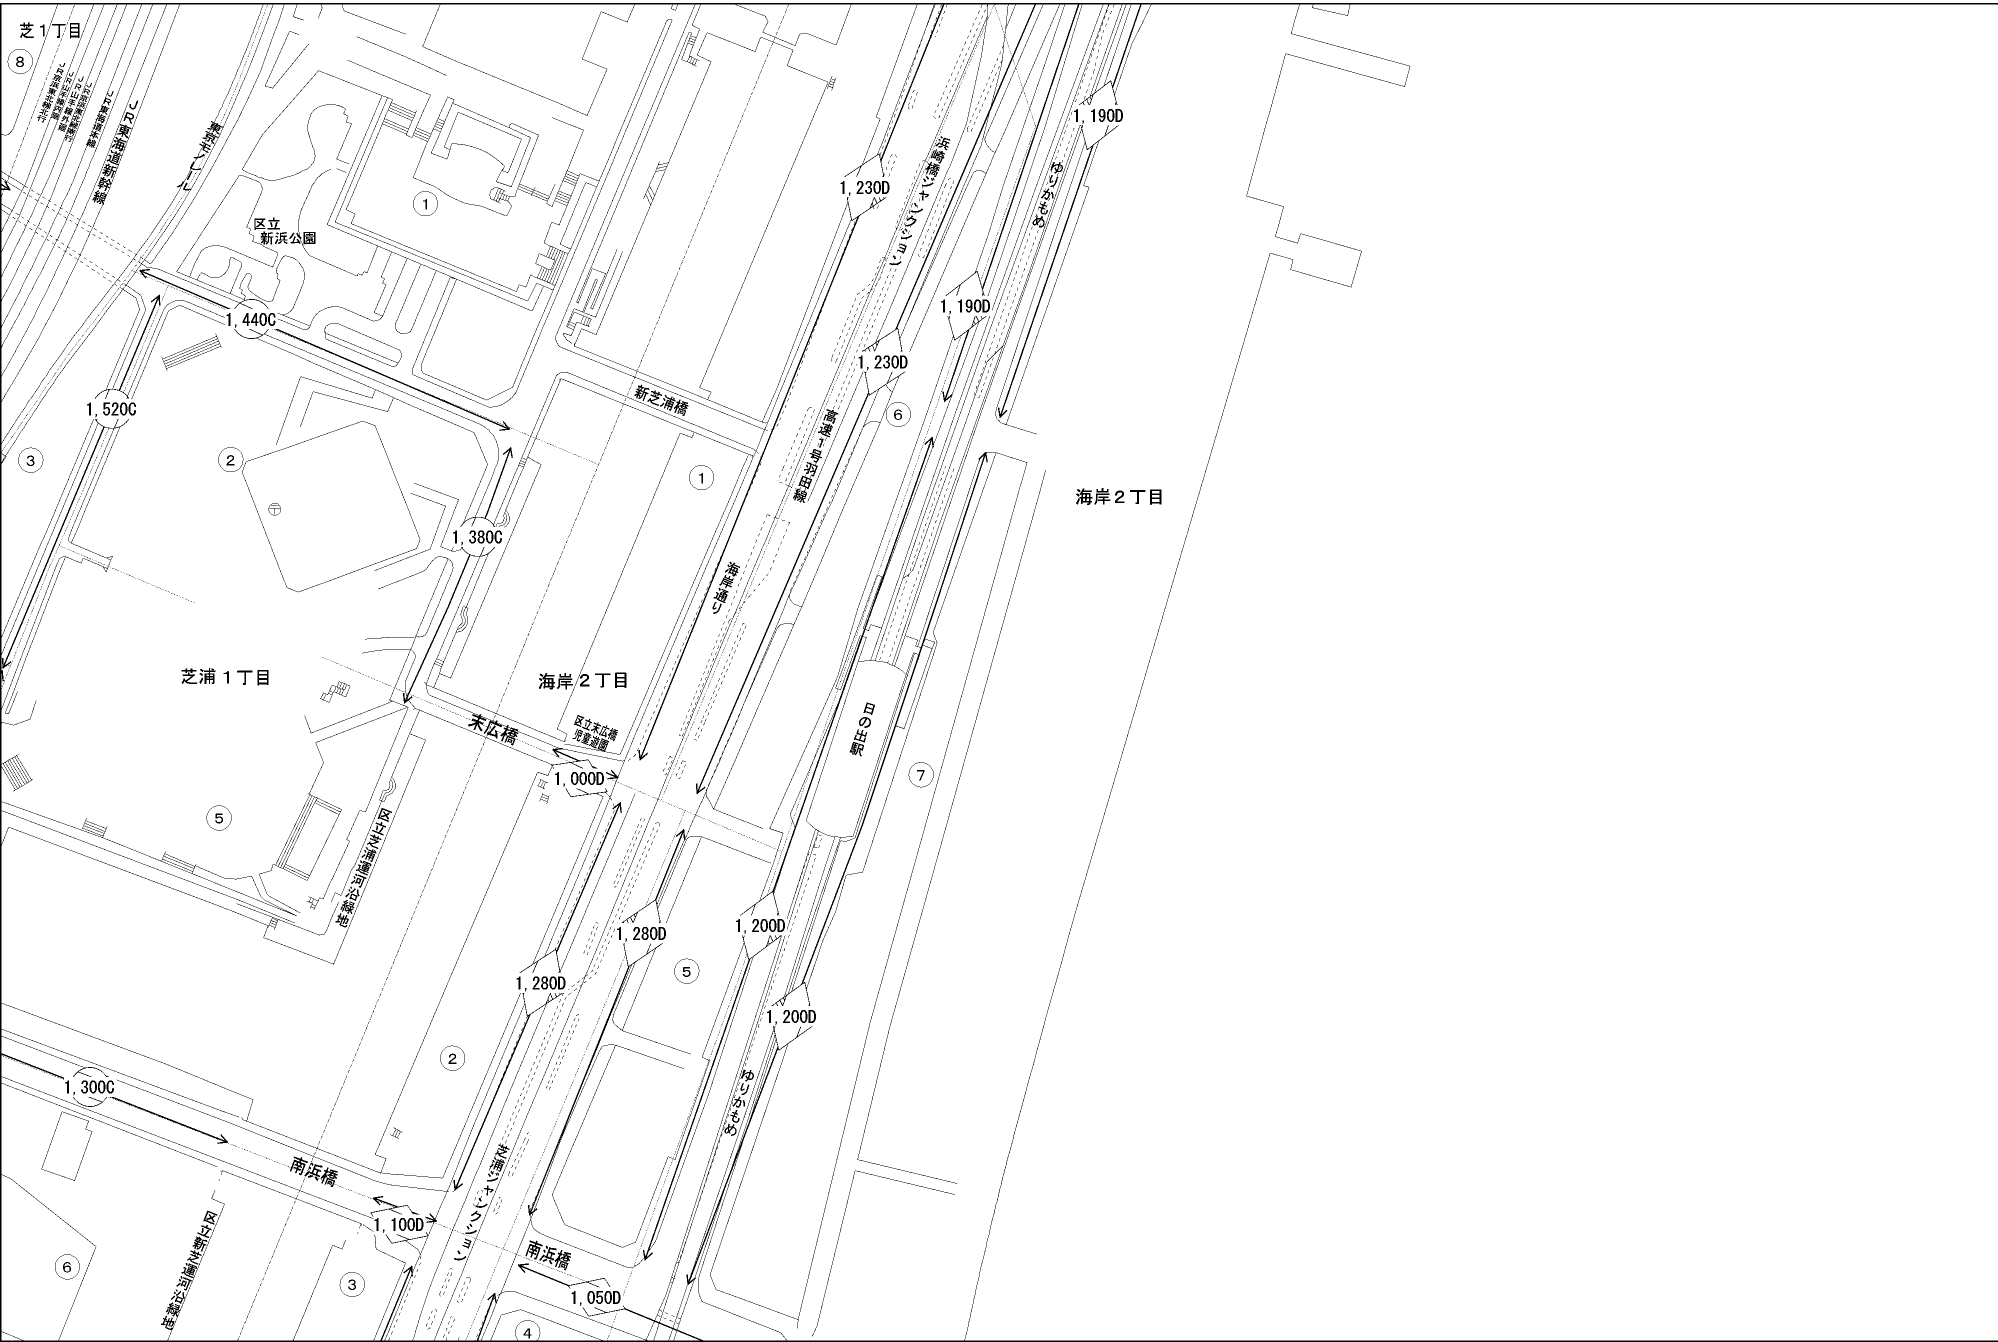 芝1丁目
8
JR東海道本線
JR東海道新幹線
東京モノレール
1
区立
新浜公園
1,440C
1,520C
3
2
〒
1,380C
新芝浦橋
1
1,230D
浜崎橋ジャンクション
1,190D
ゆりかもめ
1,190D
1,230D
6
高速1号羽田線
海岸2丁目
海岸通り
芝浦1丁目
海岸2丁目
末広橋
区立末広橋
児童遊園
1,000D
日の出駅
7
5
区立芝浦運河沿緑地
1,280D
1,200D
5
1,280D
1,200D
2
1,300C
ゆりかもめ
南浜橋
芝浦ジャンクション
1,100D
区立新芝運河沿緑地
南浜橋
6
3
1,050D
4